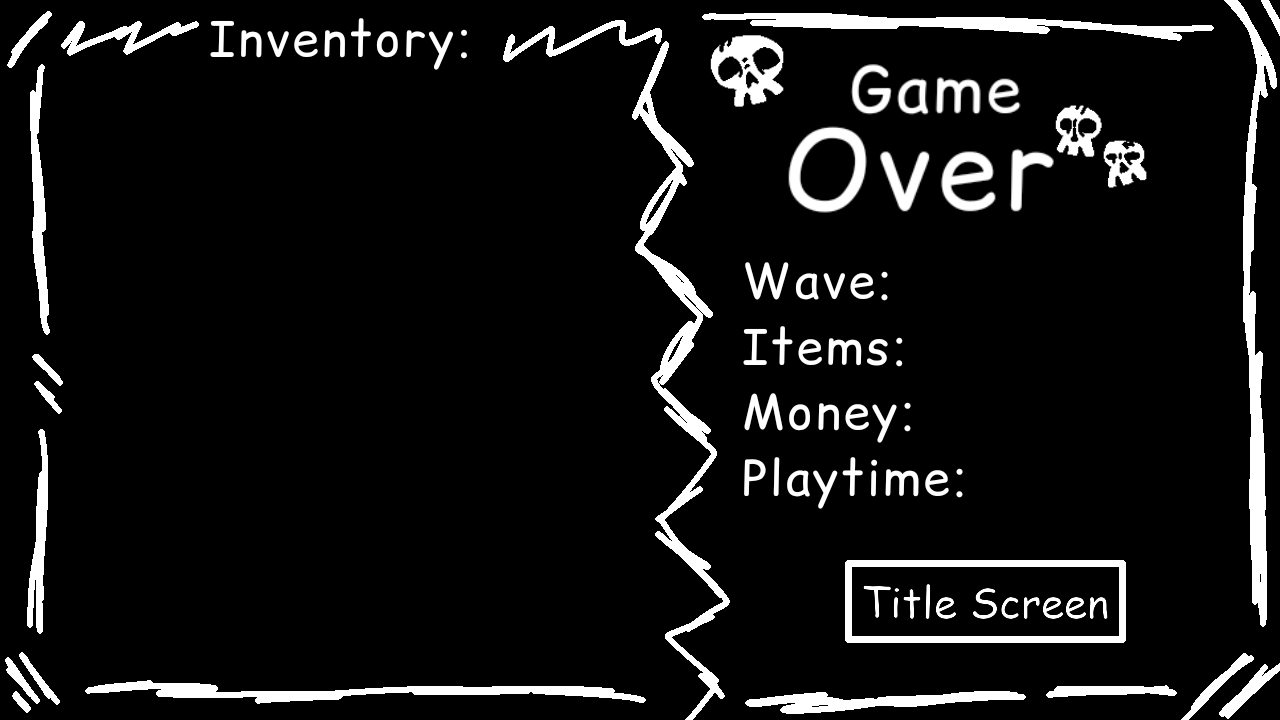 Inventory:
Game
Over
Wave:
Items:
Money:
Playtime:
Title Screen